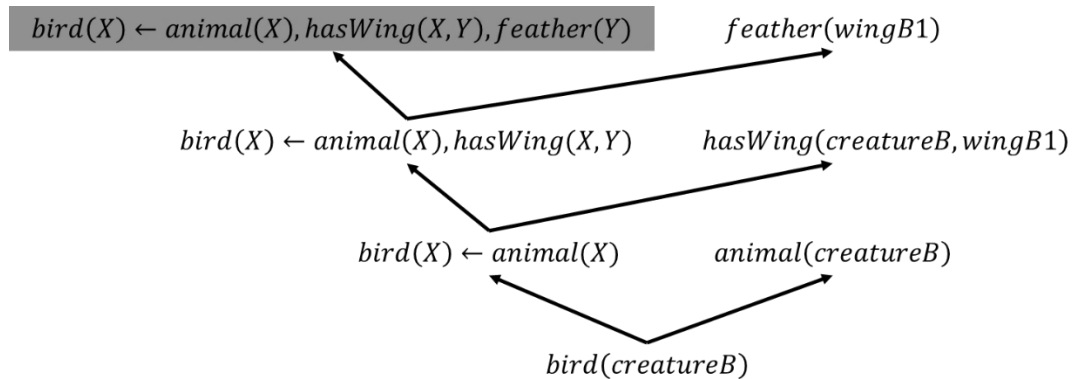 bird(X) ← animal(X), hasWing(X, Y), feather(Y) feather(wingB1)
bird(X) ← animal(X), hasWing(X, Y) hasWing(creatureB, wingB1)
bird(X) ← animal(X) animal(creatureB)
bird(creatureB)